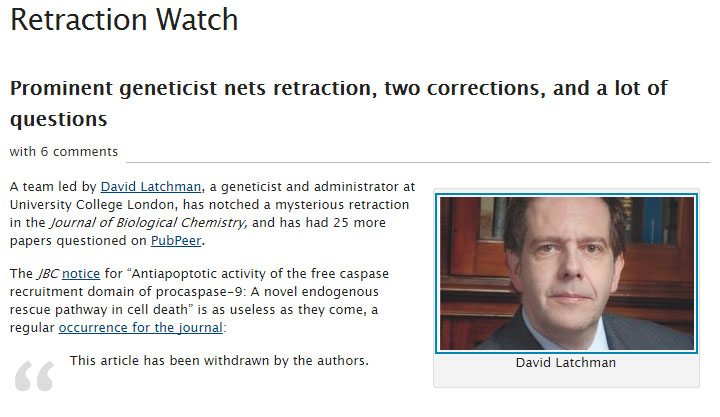 Retraction Watch
Prominent geneticist nets retraction, two corrections, and a lot of
questions
with 6 comments
A team led by David Latchman, a geneticist and administrator at
University College London, has notched a mysterious retraction
in the Journal of Biological Chemistry, and has had 25 more
papers questioned on PubPeer.
The JBC notice for “Antiapoptotic activity of the free caspase
recruitment domain of procaspase-9: A novel endogenous
rescue pathway in cell death” is as useless as they come, a
regular occurrence for the journal:
“ This article has been withdrawn by the authors.
David Latchman